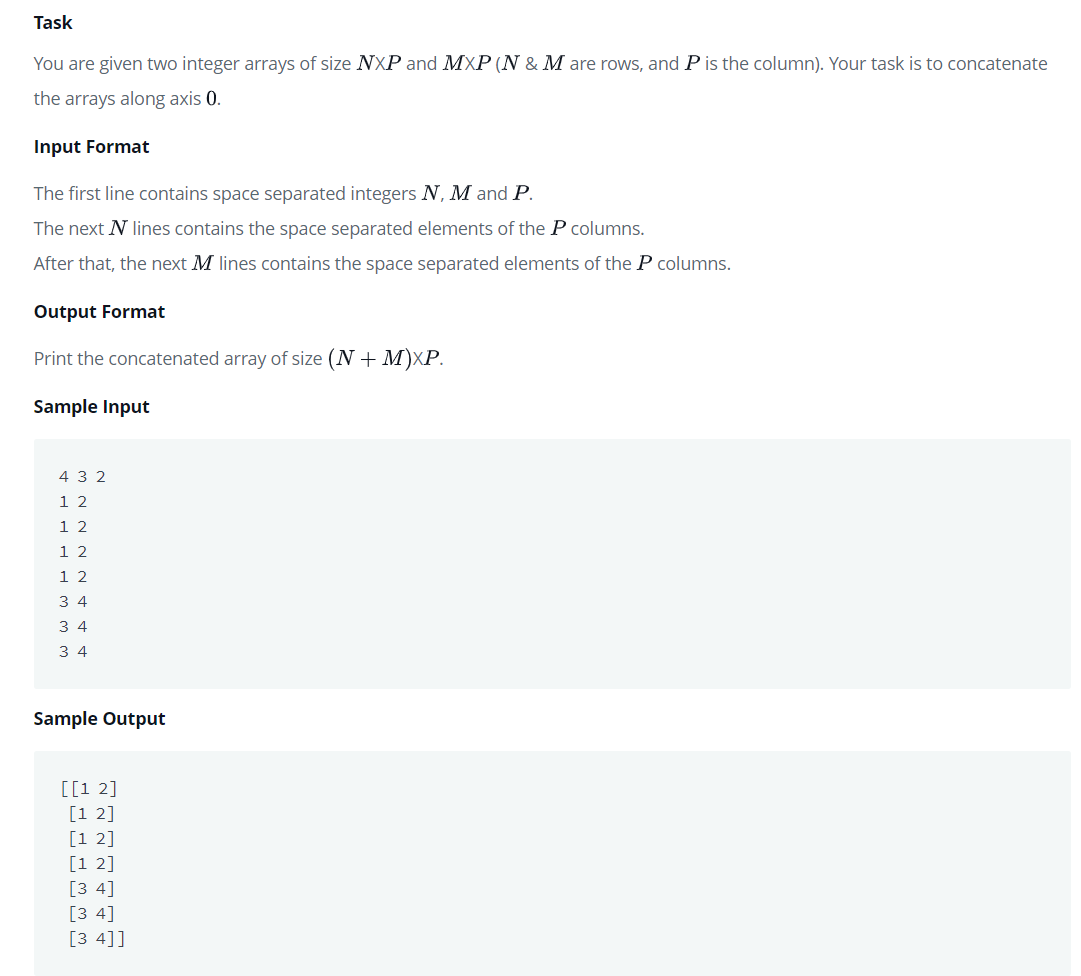 Task
You are given two integer arrays of size NXP and MXP (N & M are rows, and P is the column). Your task is to concatenate
the arrays along axis 0.
Input Format
The first line contains space separated integers N, M and P.
The next N lines contains the space separated elements of the P columns.
After that, the next M lines contains the space separated elements of the P columns.
Output Format
Print the concatenated array of size (N + M)XP.
Sample Input
4 3 2
1 2
1 2
1 2
1 2
3 4
3 4
3 4
Sample Output
[[1 2]
[1 2]
[1 2]
[1 2]
[3 4]
[3 4]
[3 4]]